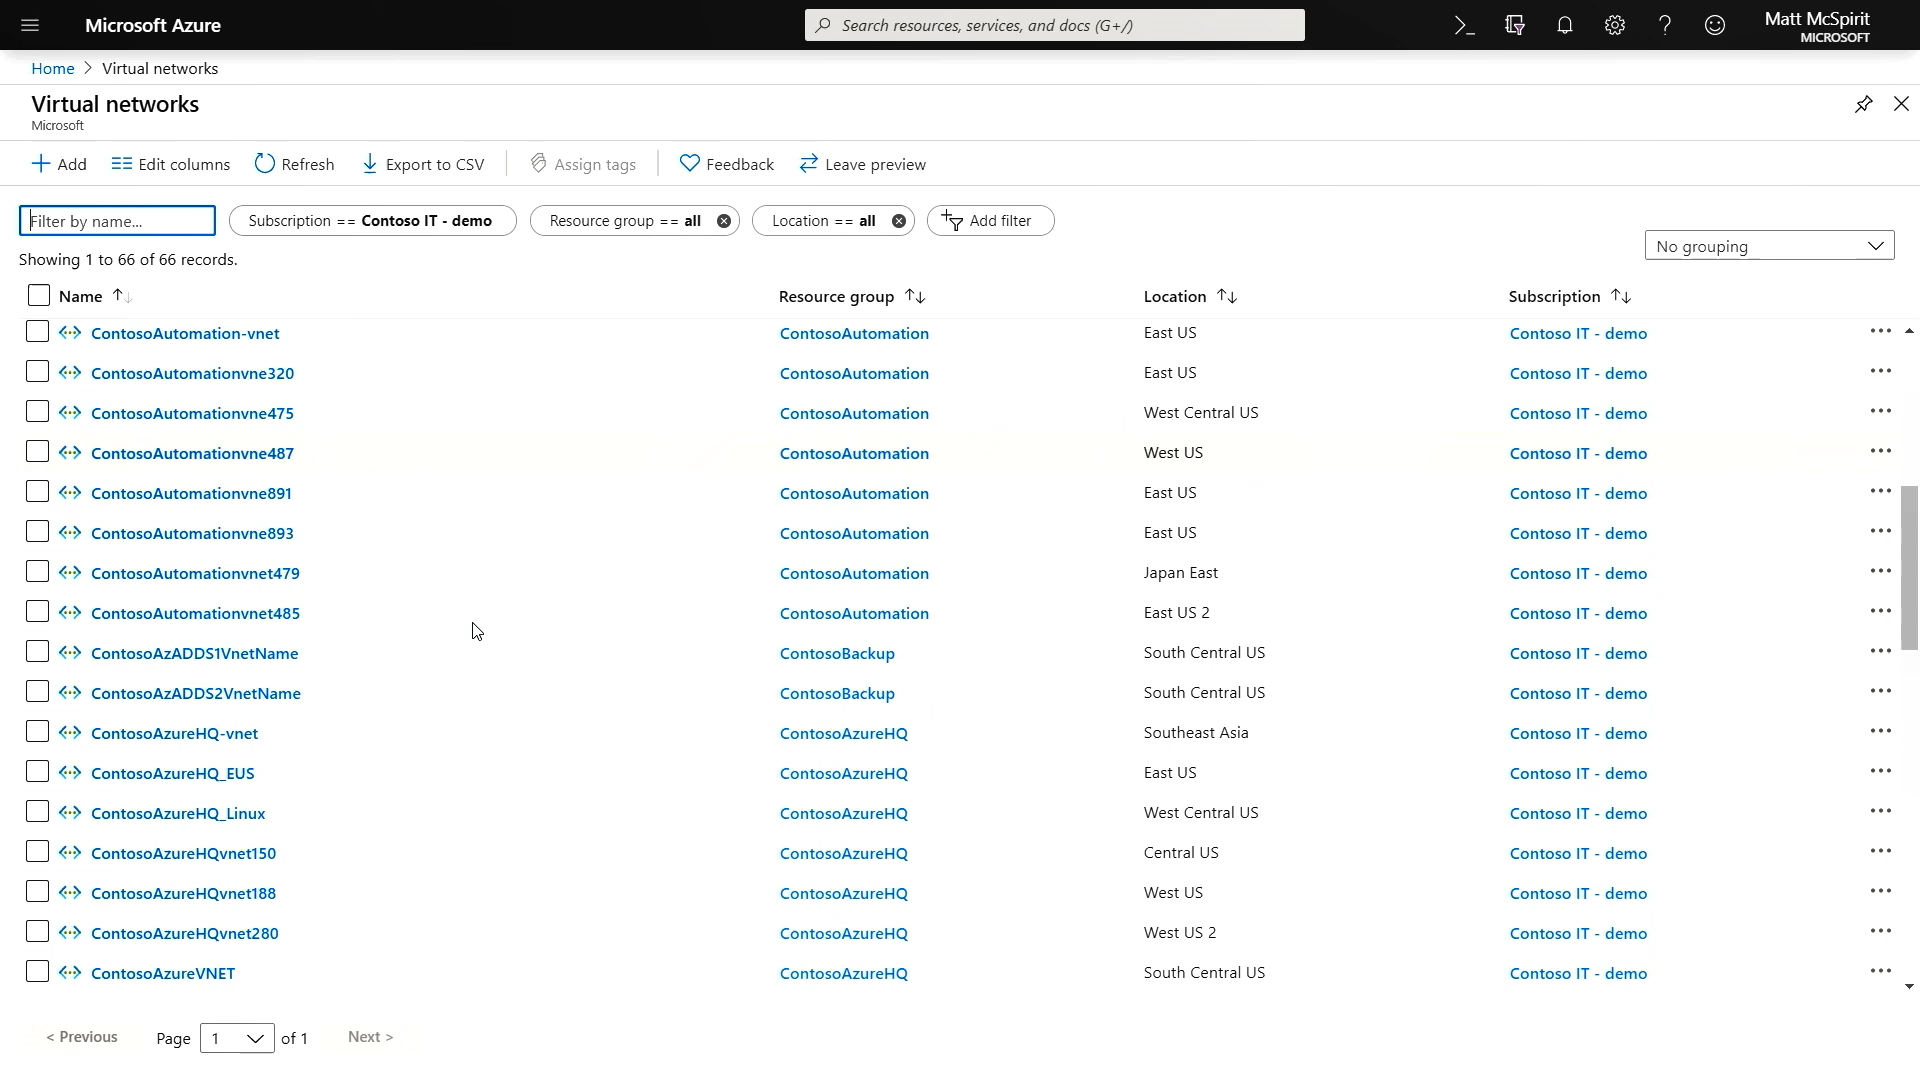 Microsoft Azure
Search resources, services, and docs (G+/)
Matt McSpirit
MICROSOFT
Home > Virtual networks
Virtual networks
Microsoft
Add Edit columns Refresh Export to CSV Assign tags Feedback Leave preview
Filter by name... Subscription == Contoso IT - demo Resource group == all Location == all Add filter
No grouping
Showing 1 to 66 of 66 records.
Name Resource group Location Subscription
ContosoAutomation-vnet ContosoAutomation East US Contoso IT - demo
ContosoAutomationvne320 ContosoAutomation East US Contoso IT - demo
ContosoAutomationvne475 ContosoAutomation West Central US Contoso IT - demo
ContosoAutomationvne487 ContosoAutomation West US Contoso IT - demo
ContosoAutomationvne891 ContosoAutomation East US Contoso IT - demo
ContosoAutomationvne893 ContosoAutomation East US Contoso IT - demo
ContosoAutomationvnet479 ContosoAutomation Japan East Contoso IT - demo
ContosoAutomationvnet485 ContosoAutomation East US 2 Contoso IT - demo
ContosoAzADDS1VnetName ContosoBackup South Central US Contoso IT - demo
ContosoAzADDS2VnetName ContosoBackup South Central US Contoso IT - demo
ContosoAzureHQ-vnet ContosoAzureHQ Southeast Asia Contoso IT - demo
ContosoAzureHQ_EUS ContosoAzureHQ East US Contoso IT - demo
ContosoAzureHQ_Linux ContosoAzureHQ West Central US Contoso IT - demo
ContosoAzureHQvnet150 ContosoAzureHQ Central US Contoso IT - demo
ContosoAzureHQvnet188 ContosoAzureHQ West US Contoso IT - demo
ContosoAzureHQvnet280 ContosoAzureHQ West US 2 Contoso IT - demo
ContosoAzureVNET ContosoAzureHQ South Central US Contoso IT - demo
< Previous Page 1 of 1 Next >